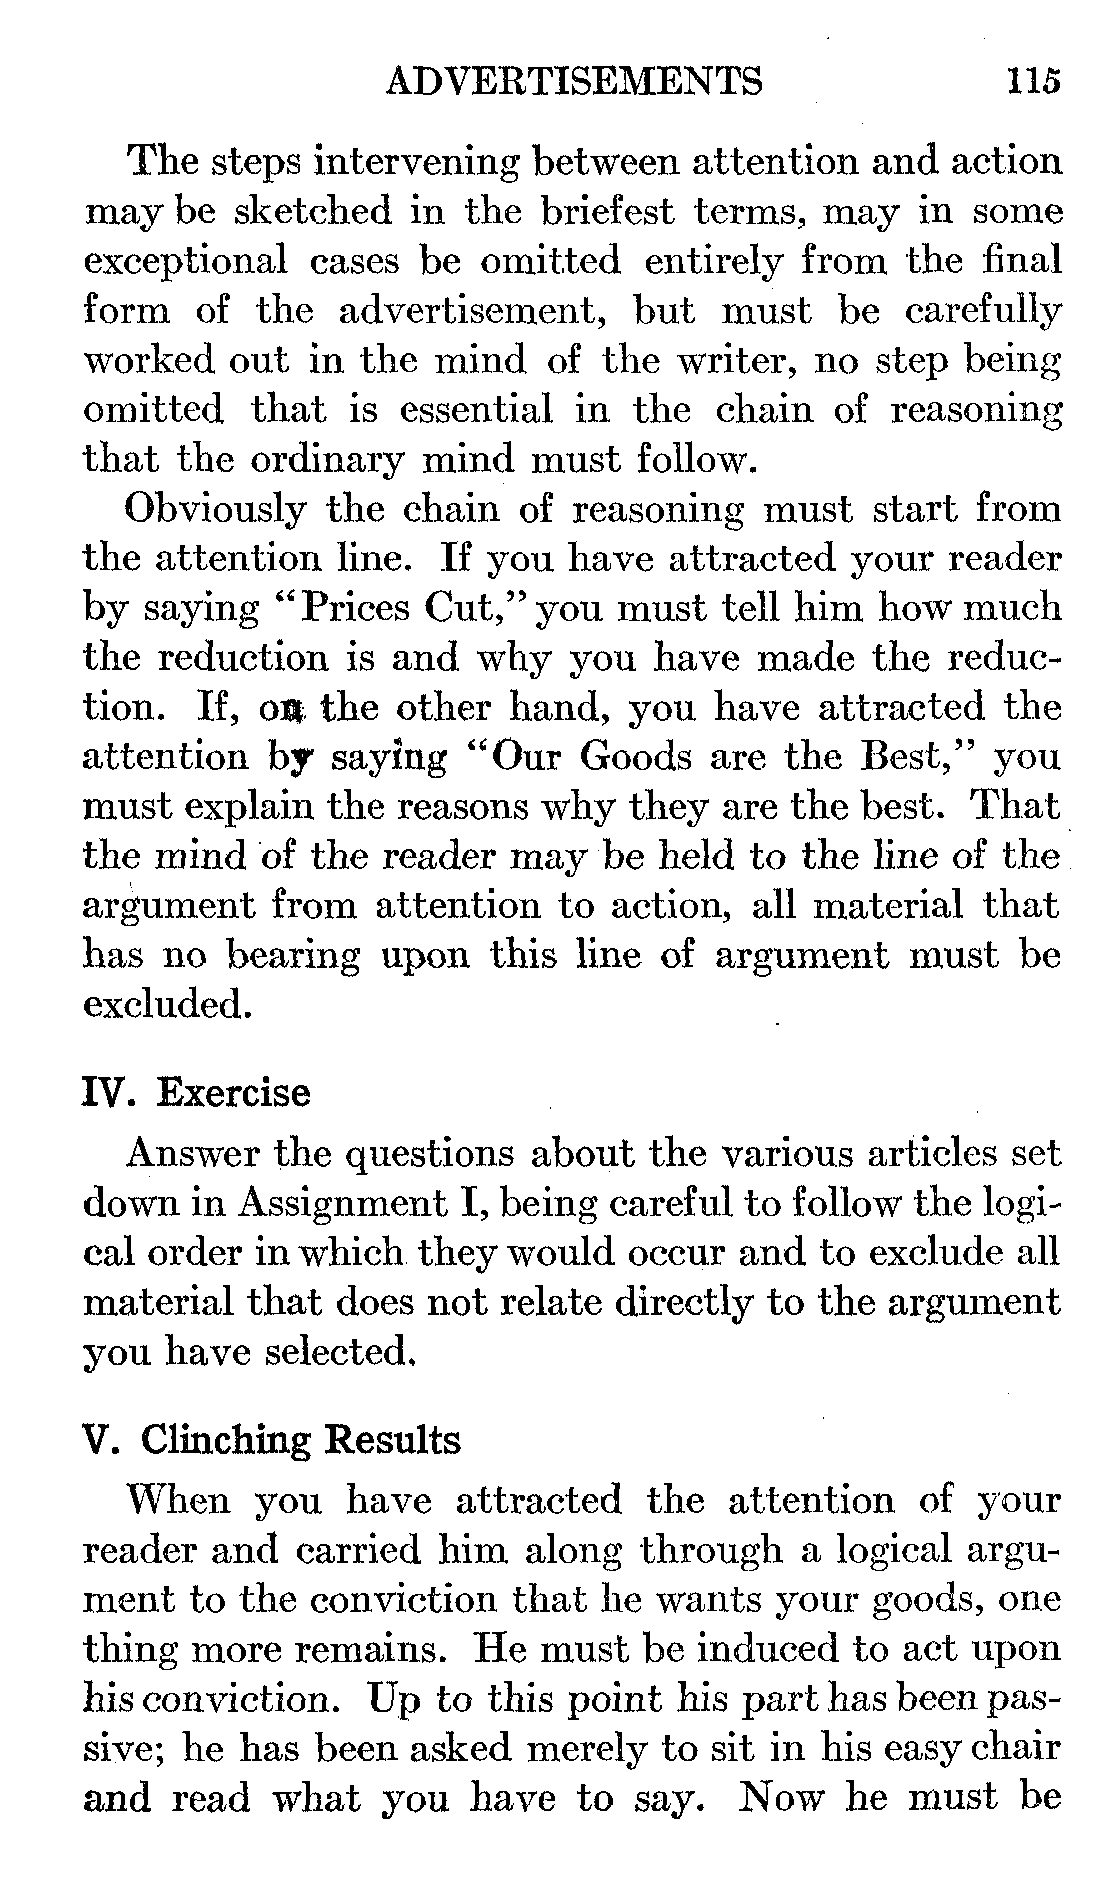 ADVERTISEMENTS 115
The steps intervening between attention and action
may be sketched in the briefest terms, may in some
exceptional cases be omitted entirely from the final
form of the advertisement, but must be carefully
worked out in the mind of the writer, no step being
omitted that is essential in the chain of reasoning
that the ordinary mind must follow.
Obviously the chain of reasoning must start from
the attention line. If you have attracted your reader
by saying “Prices Cut,” you must tell him how much
the reduction is and why you have made the reduc-
tion. If, on the other hand, you have attracted the
attention by saying “Our Goods are the Best,” you
must explain the reasons why they are the best. That
the mind of the reader may be held to the line of the
argument from attention to action, all material that
has no bearing upon this line of argument must be
excluded.
IV. Exercise
Answer the questions about the various articles set
down in Assignment I, being careful to follow the logi-
cal order in which they would occur and to exclude all
material that does not relate directly to the argument
you have selected.
V. Clinching Results
When you have attracted the attention of your
reader and carried him along through a logical argu-
ment to the conviction that he wants your goods, one
thing more remains. He must be induced to act upon
his conviction. Up to this point his part has been pas-
sive; he has been asked merely to sit in his easy chair
and read what you have to say. Now he must be